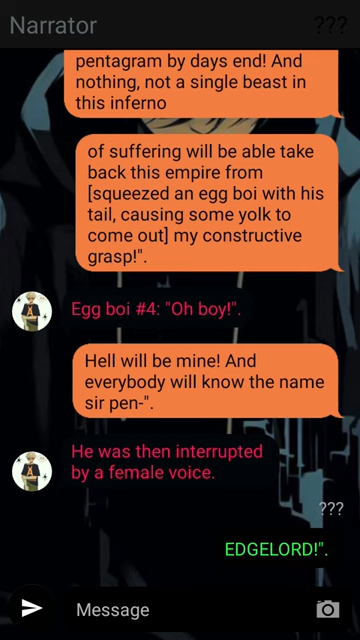 Narrator
???
pentagram by days end! And
nothing, not a single beast in
this inferno
of suffering will be able take
back this empire from
[squeezed an egg boi with his
tail, causing some yolk to
come out] my constructive
grasp!".
Egg boi #4: "Oh boy!".
Hell will be mine! And
everybody will know the name
sir pen-".
He was then interrupted
by a female voice.
???
EDGELORD!".
Message